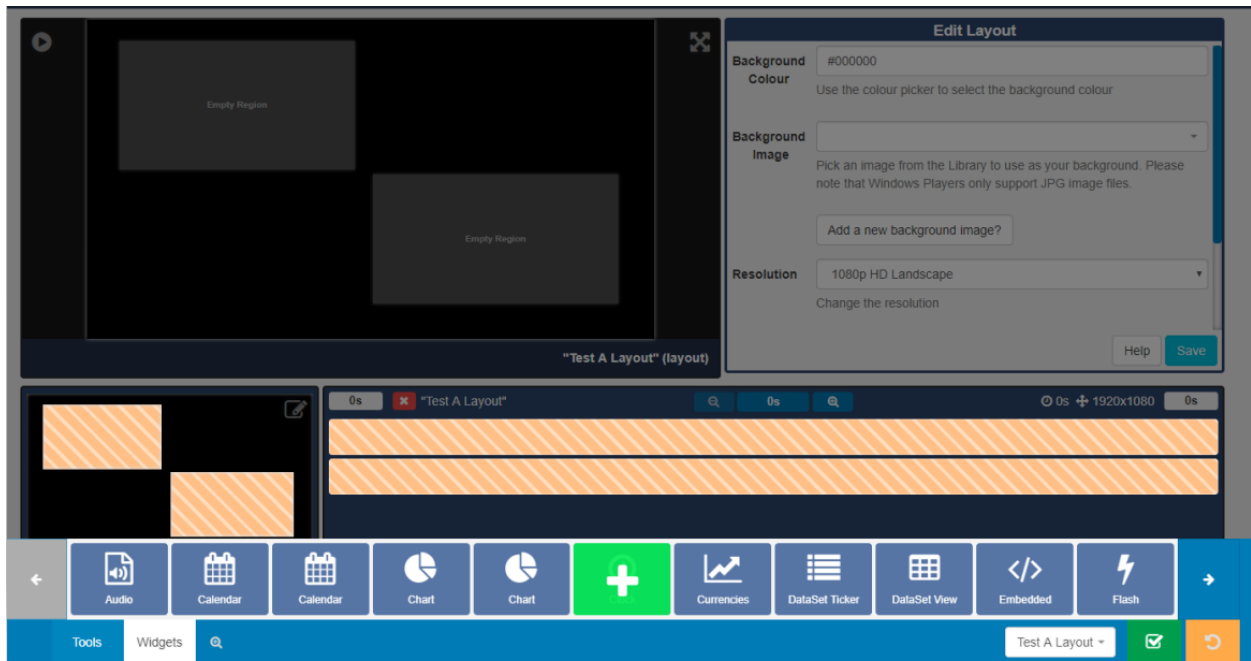 Edit Layout
Background Colour
#000000
Use the colour picker to select the background colour
Background Image
Pick an image from the Library to use as your background. Please
note that Windows Players only support JPG image files.
Add a new background image?
Resolution
1080p HD Landscape
Change the resolution
Help
Save
Empty Region
Empty Region
"Test A Layout" (layout)
0s
"Test A Layout"
0s
0s
1920x1080
0s
Audio
Calendar
Calendar
Chart
Chart
Currencies
DataSet Ticker
DataSet View
Embedded
Flash
Tools
Widgets
Test A Layout